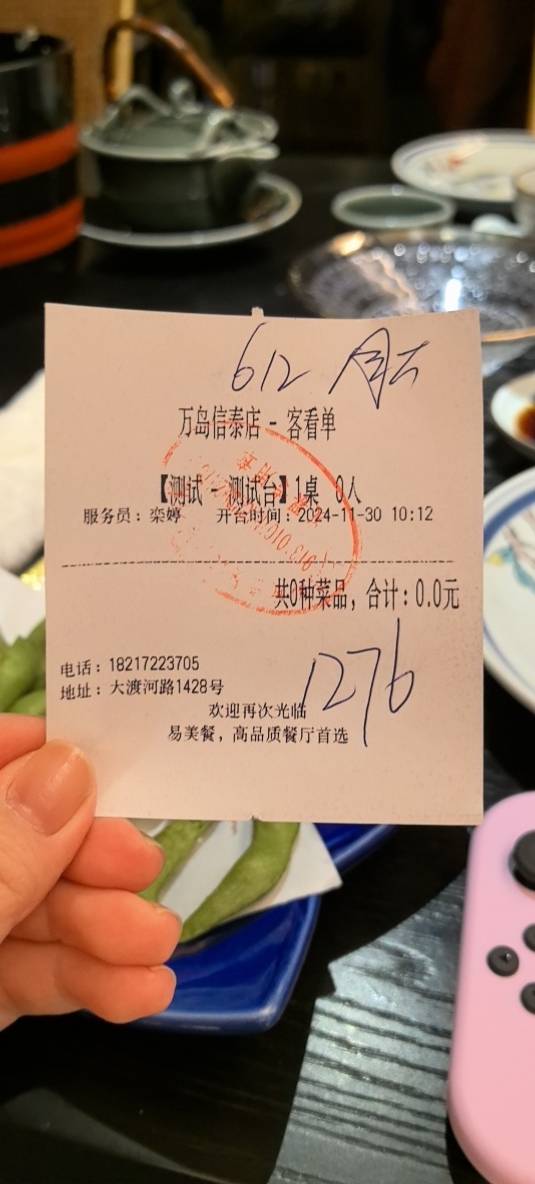 612
万岛信泰店 - 客看单
【测试 - 测试台】1桌 0人
服务员：栾婷 开台时间：2024-11-30 10:12
共0种菜品，合计：0.0元
1276
电话：18217223705
地址：大渡河路1428号
欢迎再次光临
易美餐，高品质餐厅首选